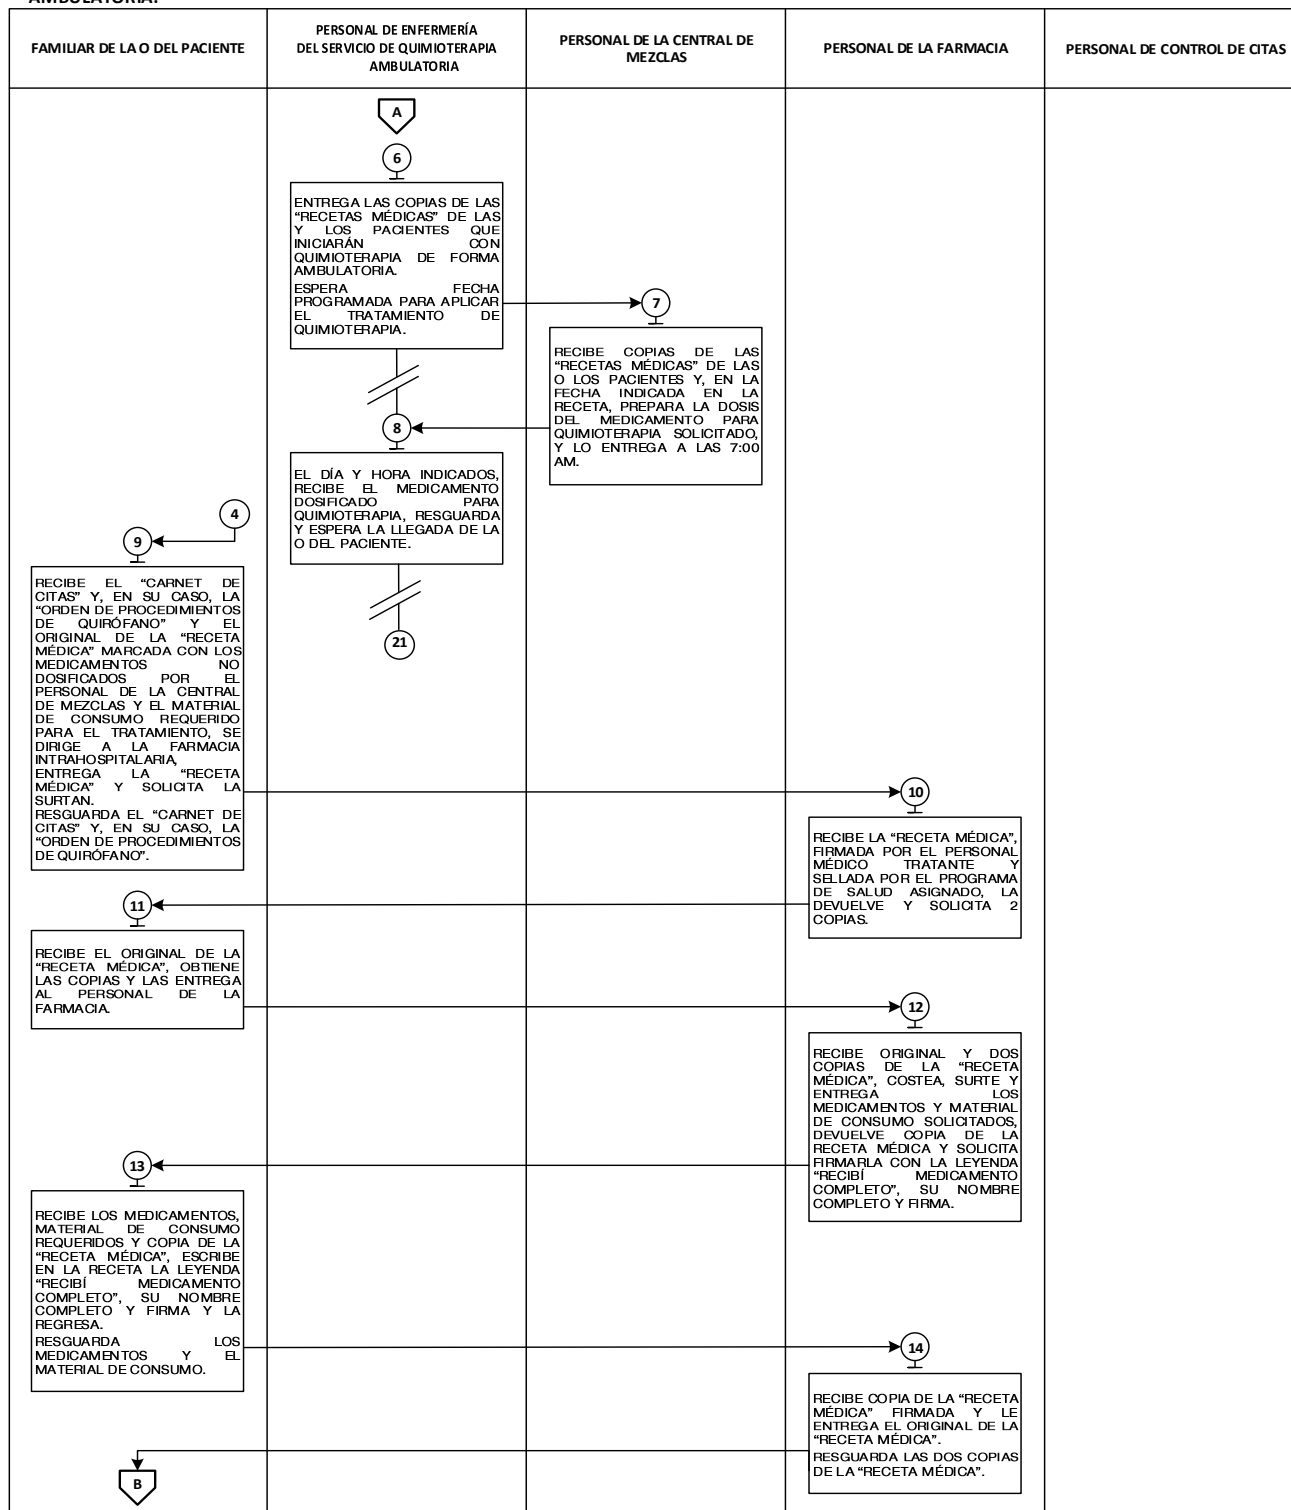 AMBULATORIA.
FAMILIAR DE LA O DEL PACIENTE
PERSONAL DE ENFERMERÍA
DEL SERVICIO DE QUIMIOTERAPIA
AMBULATORIA
PERSONAL DE LA CENTRAL DE
MEZCLAS
PERSONAL DE LA FARMACIA
PERSONAL DE CONTROL DE CITAS
A
6
ENTREGA LAS COPIAS DE LAS
“RECETAS MÉDICAS” DE LAS
Y LOS PACIENTES QUE
INICIARÁN CON
QUIMIOTERAPIA DE FORMA
AMBULATORIA.
ESPERA FECHA
PROGRAMADA PARA APLICAR
EL TRATAMIENTO DE
QUIMIOTERAPIA.
7
RECIBE COPIAS DE LAS
“RECETAS MÉDICAS” DE LAS
O LOS PACIENTES Y, EN LA
FECHA INDICADA EN LA
RECETA, PREPARA LA DOSIS
DEL MEDICAMENTO PARA
QUIMIOTERAPIA SOLICITADO,
Y LO ENTREGA A LAS 7:00
AM.
8
EL DÍA Y HORA INDICADOS,
RECIBE EL MEDICAMENTO
DOSIFICADO PARA
QUIMIOTERAPIA, RESGUARDA
Y ESPERA LA LLEGADA DE LA
O DEL PACIENTE.
21
4
9
RECIBE EL “CARNET DE
CITAS” Y, EN SU CASO, LA
“ORDEN DE PROCEDIMIENTOS
DE QUIRÓFANO” Y EL
ORIGINAL DE LA “RECETA
MÉDICA” MARCADA CON LOS
MEDICAMENTOS NO
DOSIFICADOS POR EL
PERSONAL DE LA CENTRAL
DE MEZCLAS Y EL MATERIAL
DE CONSUMO REQUERIDO
PARA EL TRATAMIENTO, SE
DIRIGE A LA FARMACIA
INTRAHOSPITALARIA,
ENTREGA LA “RECETA
MÉDICA” Y SOLICITA LA
SURTAN.
RESGUARDA EL “CARNET DE
CITAS” Y, EN SU CASO, LA
“ORDEN DE PROCEDIMIENTOS
DE QUIRÓFANO”.
10
RECIBE LA “RECETA MÉDICA”,
FIRMADA POR EL PERSONAL
MÉDICO TRATANTE Y
SELLADA POR EL PROGRAMA
DE SALUD ASIGNADO, LA
DEVUELVE Y SOLICITA 2
COPIAS.
11
RECIBE EL ORIGINAL DE LA
“RECETA MÉDICA”, OBTIENE
LAS COPIAS Y LAS ENTREGA
AL PERSONAL DE LA
FARMACIA.
12
RECIBE ORIGINAL Y DOS
COPIAS DE LA “RECETA
MÉDICA”, COSTEA, SURTE Y
ENTREGA LOS
MEDICAMENTOS Y MATERIAL
DE CONSUMO SOLICITADOS,
DEVUELVE COPIA DE LA
RECETA MÉDICA Y SOLICITA
FIRMARLA CON LA LEYENDA
“RECIBÍ MEDICAMENTO
COMPLETO”, SU NOMBRE
COMPLETO Y FIRMA.
13
RECIBE LOS MEDICAMENTOS,
MATERIAL DE CONSUMO
REQUERIDOS Y COPIA DE LA
“RECETA MÉDICA”, ESCRIBE
EN LA RECETA LA LEYENDA
“RECIBÍ MEDICAMENTO
COMPLETO”, SU NOMBRE
COMPLETO Y FIRMA Y LA
REGRESA.
RESGUARDA LOS
MEDICAMENTOS Y EL
MATERIAL DE CONSUMO.
14
RECIBE COPIA DE LA “RECETA
MÉDICA” FIRMADA Y LE
ENTREGA EL ORIGINAL DE LA
“RECETA MÉDICA”.
RESGUARDA LAS DOS COPIAS
DE LA “RECETA MÉDICA”.
B